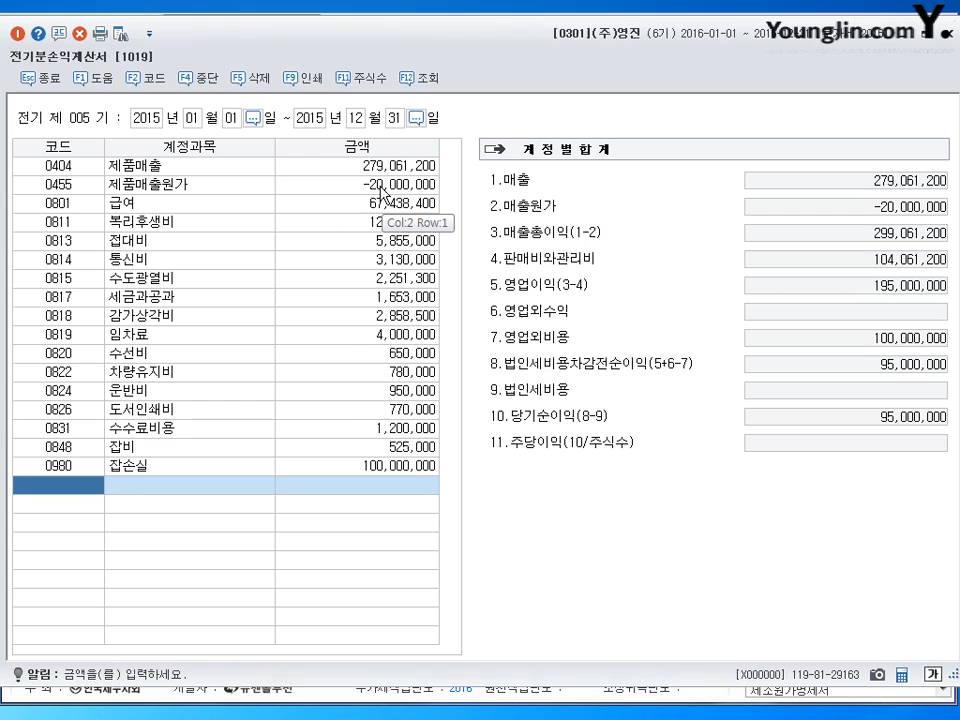 Younglin.com Y.
[0301](주)영진 (6기) 2016-01-01 ~
전기분손익계산서 [1019]
Esc 종료 F1 도움 F2 코드 F4 중단 F5 삭제 F9 인쇄 F11 주식수 F12 조회
전기 제 005 기 : 2015 년 01 월 01 일 ~ 2015 년 12 월 31 일
코드 계정과목 금액
0404 제품매출 279,061,200
0455 제품매출원가 -20,000,000
0801 급여 67,438,400
0811 복리후생비 12
Col:2 Row:1
0813 접대비 5,855,000
0814 통신비 3,130,000
0815 수도광열비 2,251,300
0817 세금과공과 1,653,000
0818 감가상각비 2,858,500
0819 임차료 4,000,000
0820 수선비 650,000
0822 차량유지비 780,000
0824 운반비 950,000
0826 도서인쇄비 770,000
0831 수수료비용 1,200,000
0848 잡비 525,000
0980 잡손실 100,000,000
계 정 별 합 계
1.매출 279,061,200
2.매출원가 -20,000,000
3.매출총이익(1-2) 299,061,200
4.판매비와관리비 104,061,200
5.영업이익(3-4) 195,000,000
6.영업외수익
7.영업외비용 100,000,000
8.법인세비용차감전순이익(5+6-7) 95,000,000
9.법인세비용
10.당기순이익(8-9) 95,000,000
11.주당이익(10/주식수)
알림 : 금액을(를) 입력하세요.
[X000000] 119-81-29163 가
2016
제조원가명세서